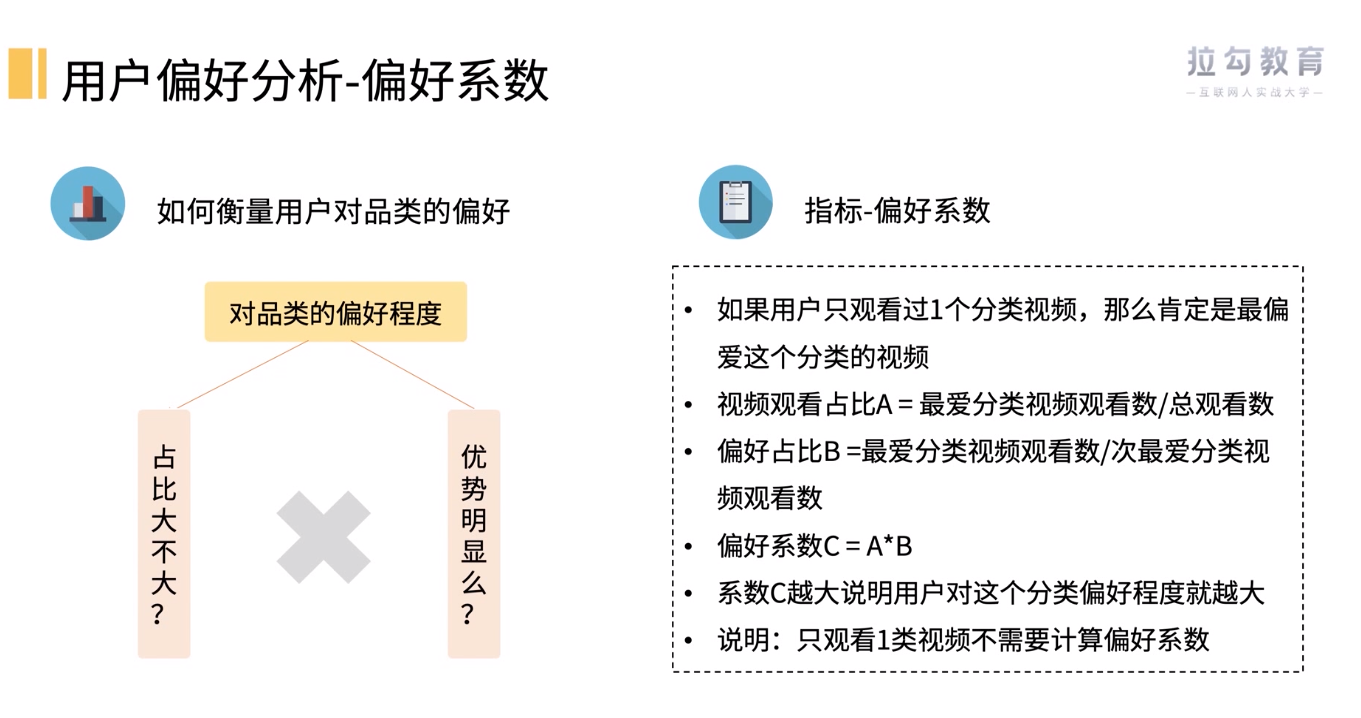 用户偏好分析-偏好系数
拉勾教育
—互联网人实战大学—
如何衡量用户对品类的偏好
对品类的偏好程度
占比大不大？
优势明显么？
指标-偏好系数
• 如果用户只观看过1个分类视频，那么肯定是最偏
爱这个分类的视频
• 视频观看占比A = 最爱分类视频观看数/总观看数
• 偏好占比B =最爱分类视频观看数/次最爱分类视
频观看数
• 偏好系数C = A*B
• 系数C越大说明用户对这个分类偏好程度就越大
• 说明：只观看1类视频不需要计算偏好系数